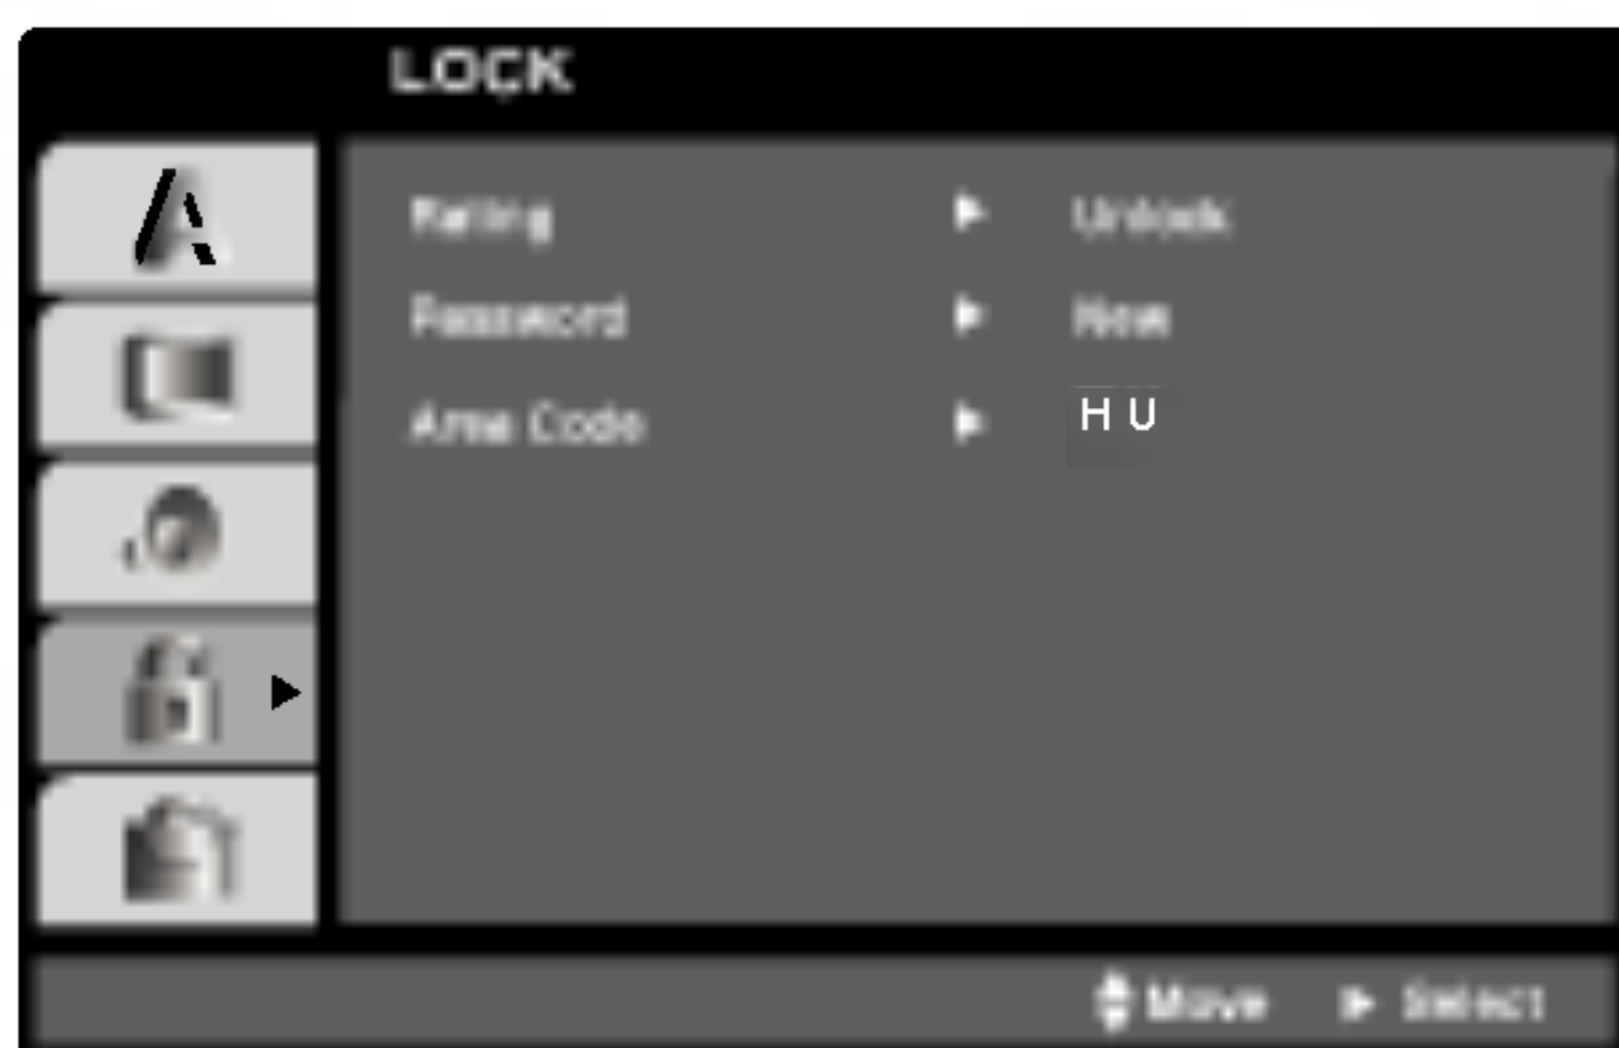 LOCK
Rating ▶ Unlock
Password ▶ New
Area Code ▶ H U
Move ▶ Select